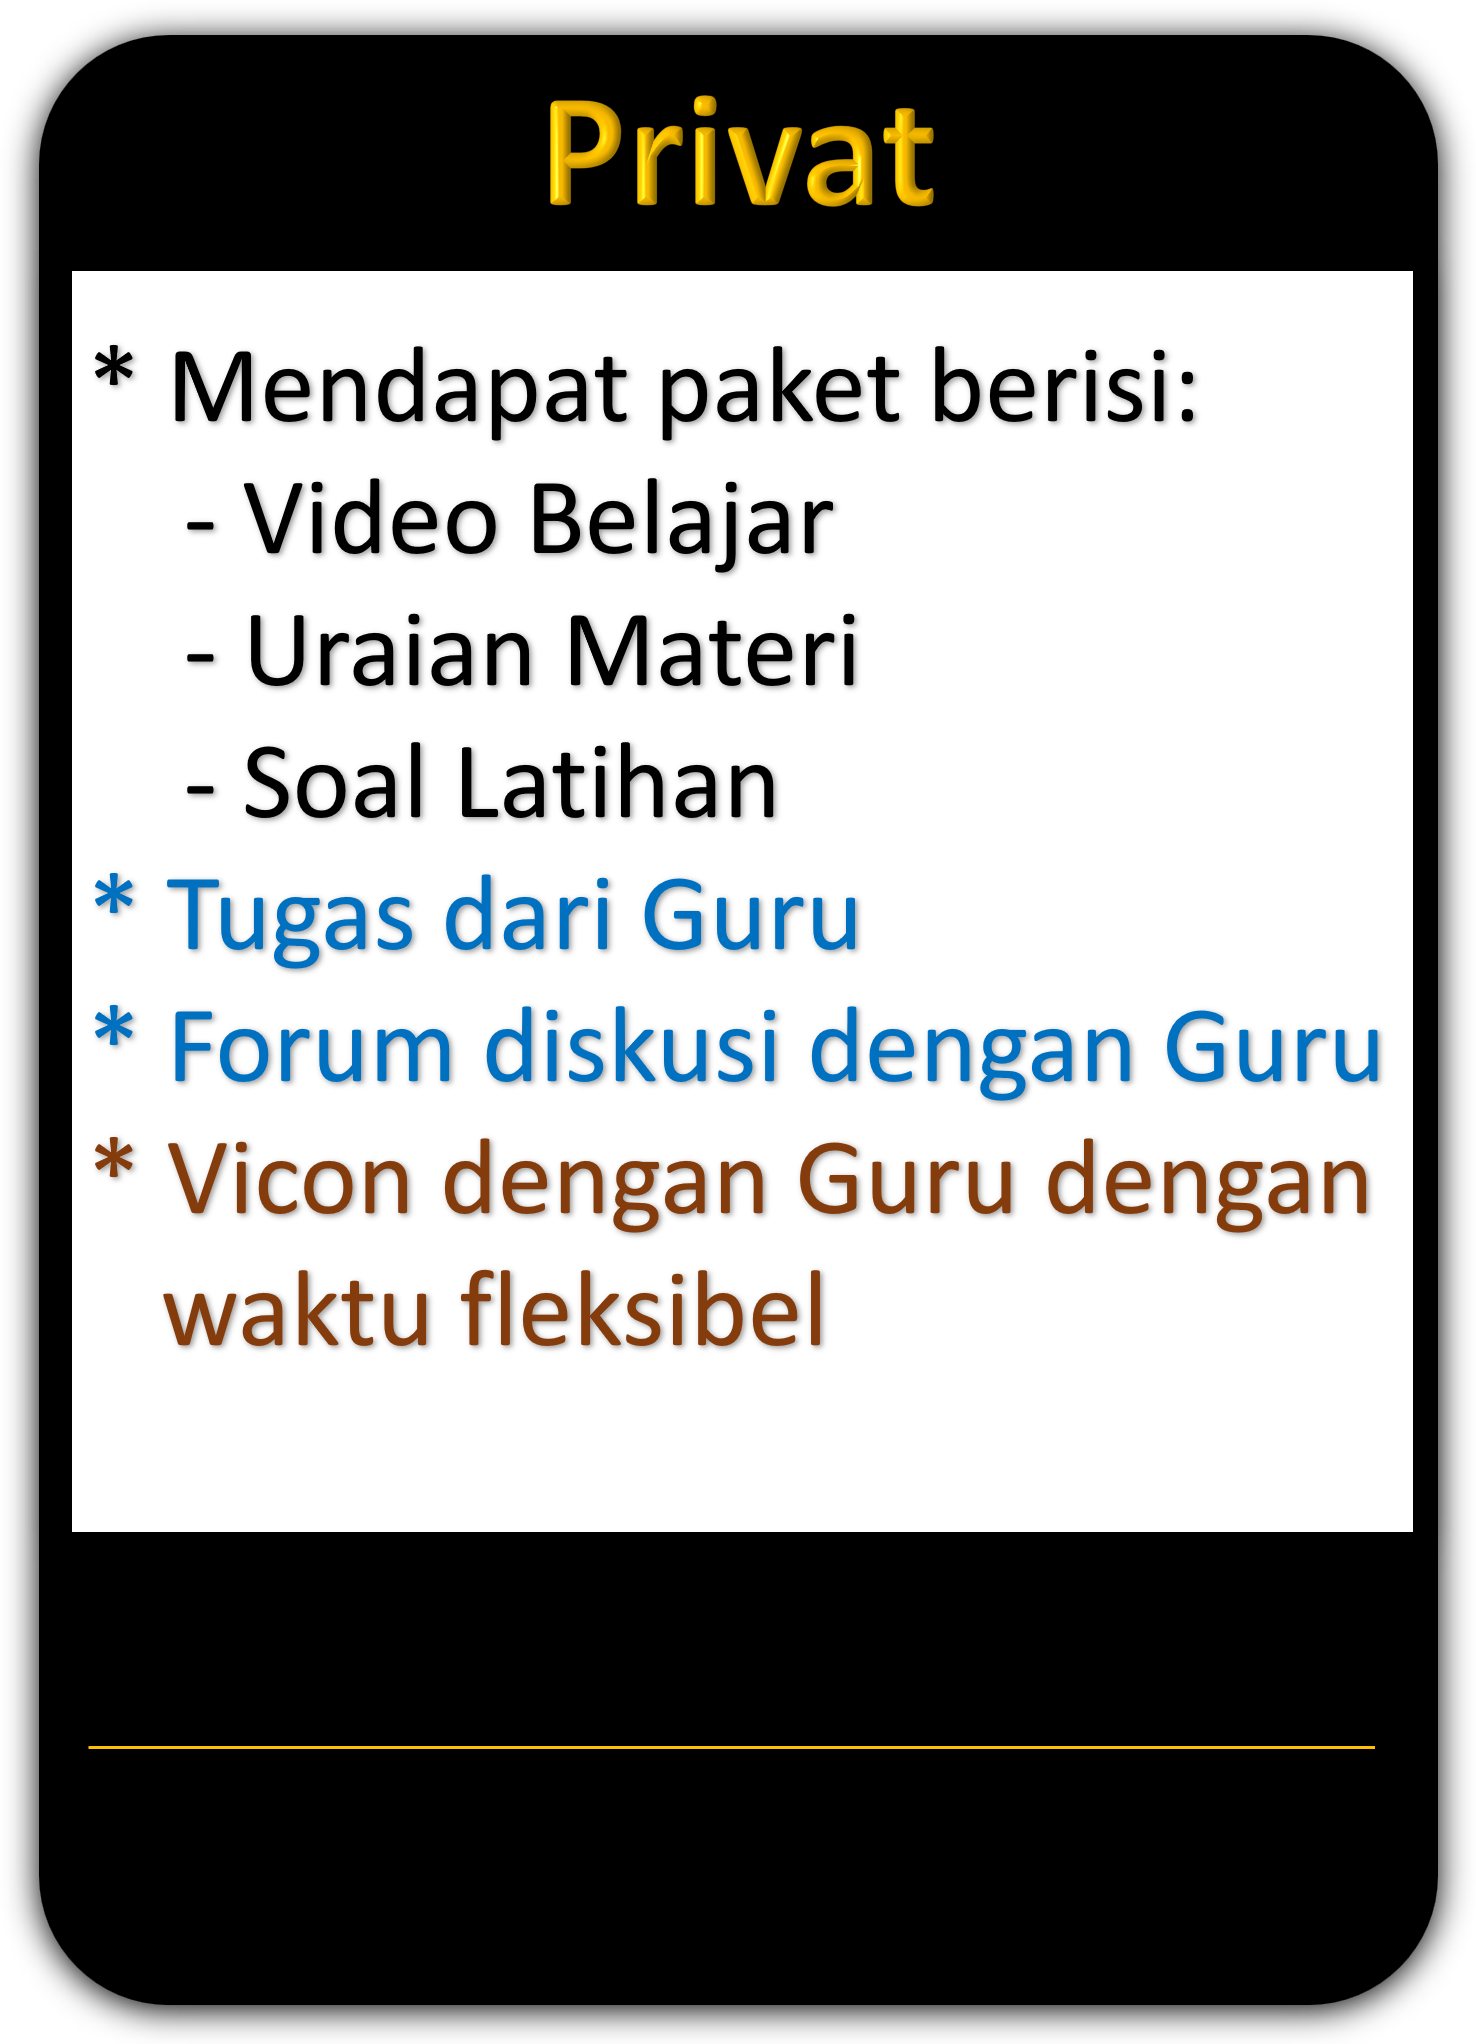 Privat
* Mendapat paket berisi:
- Video Belajar
- Uraian Materi
- Soal Latihan
* Tugas dari Guru
* Forum diskusi dengan Guru
* Vicon dengan Guru dengan
waktu fleksibel